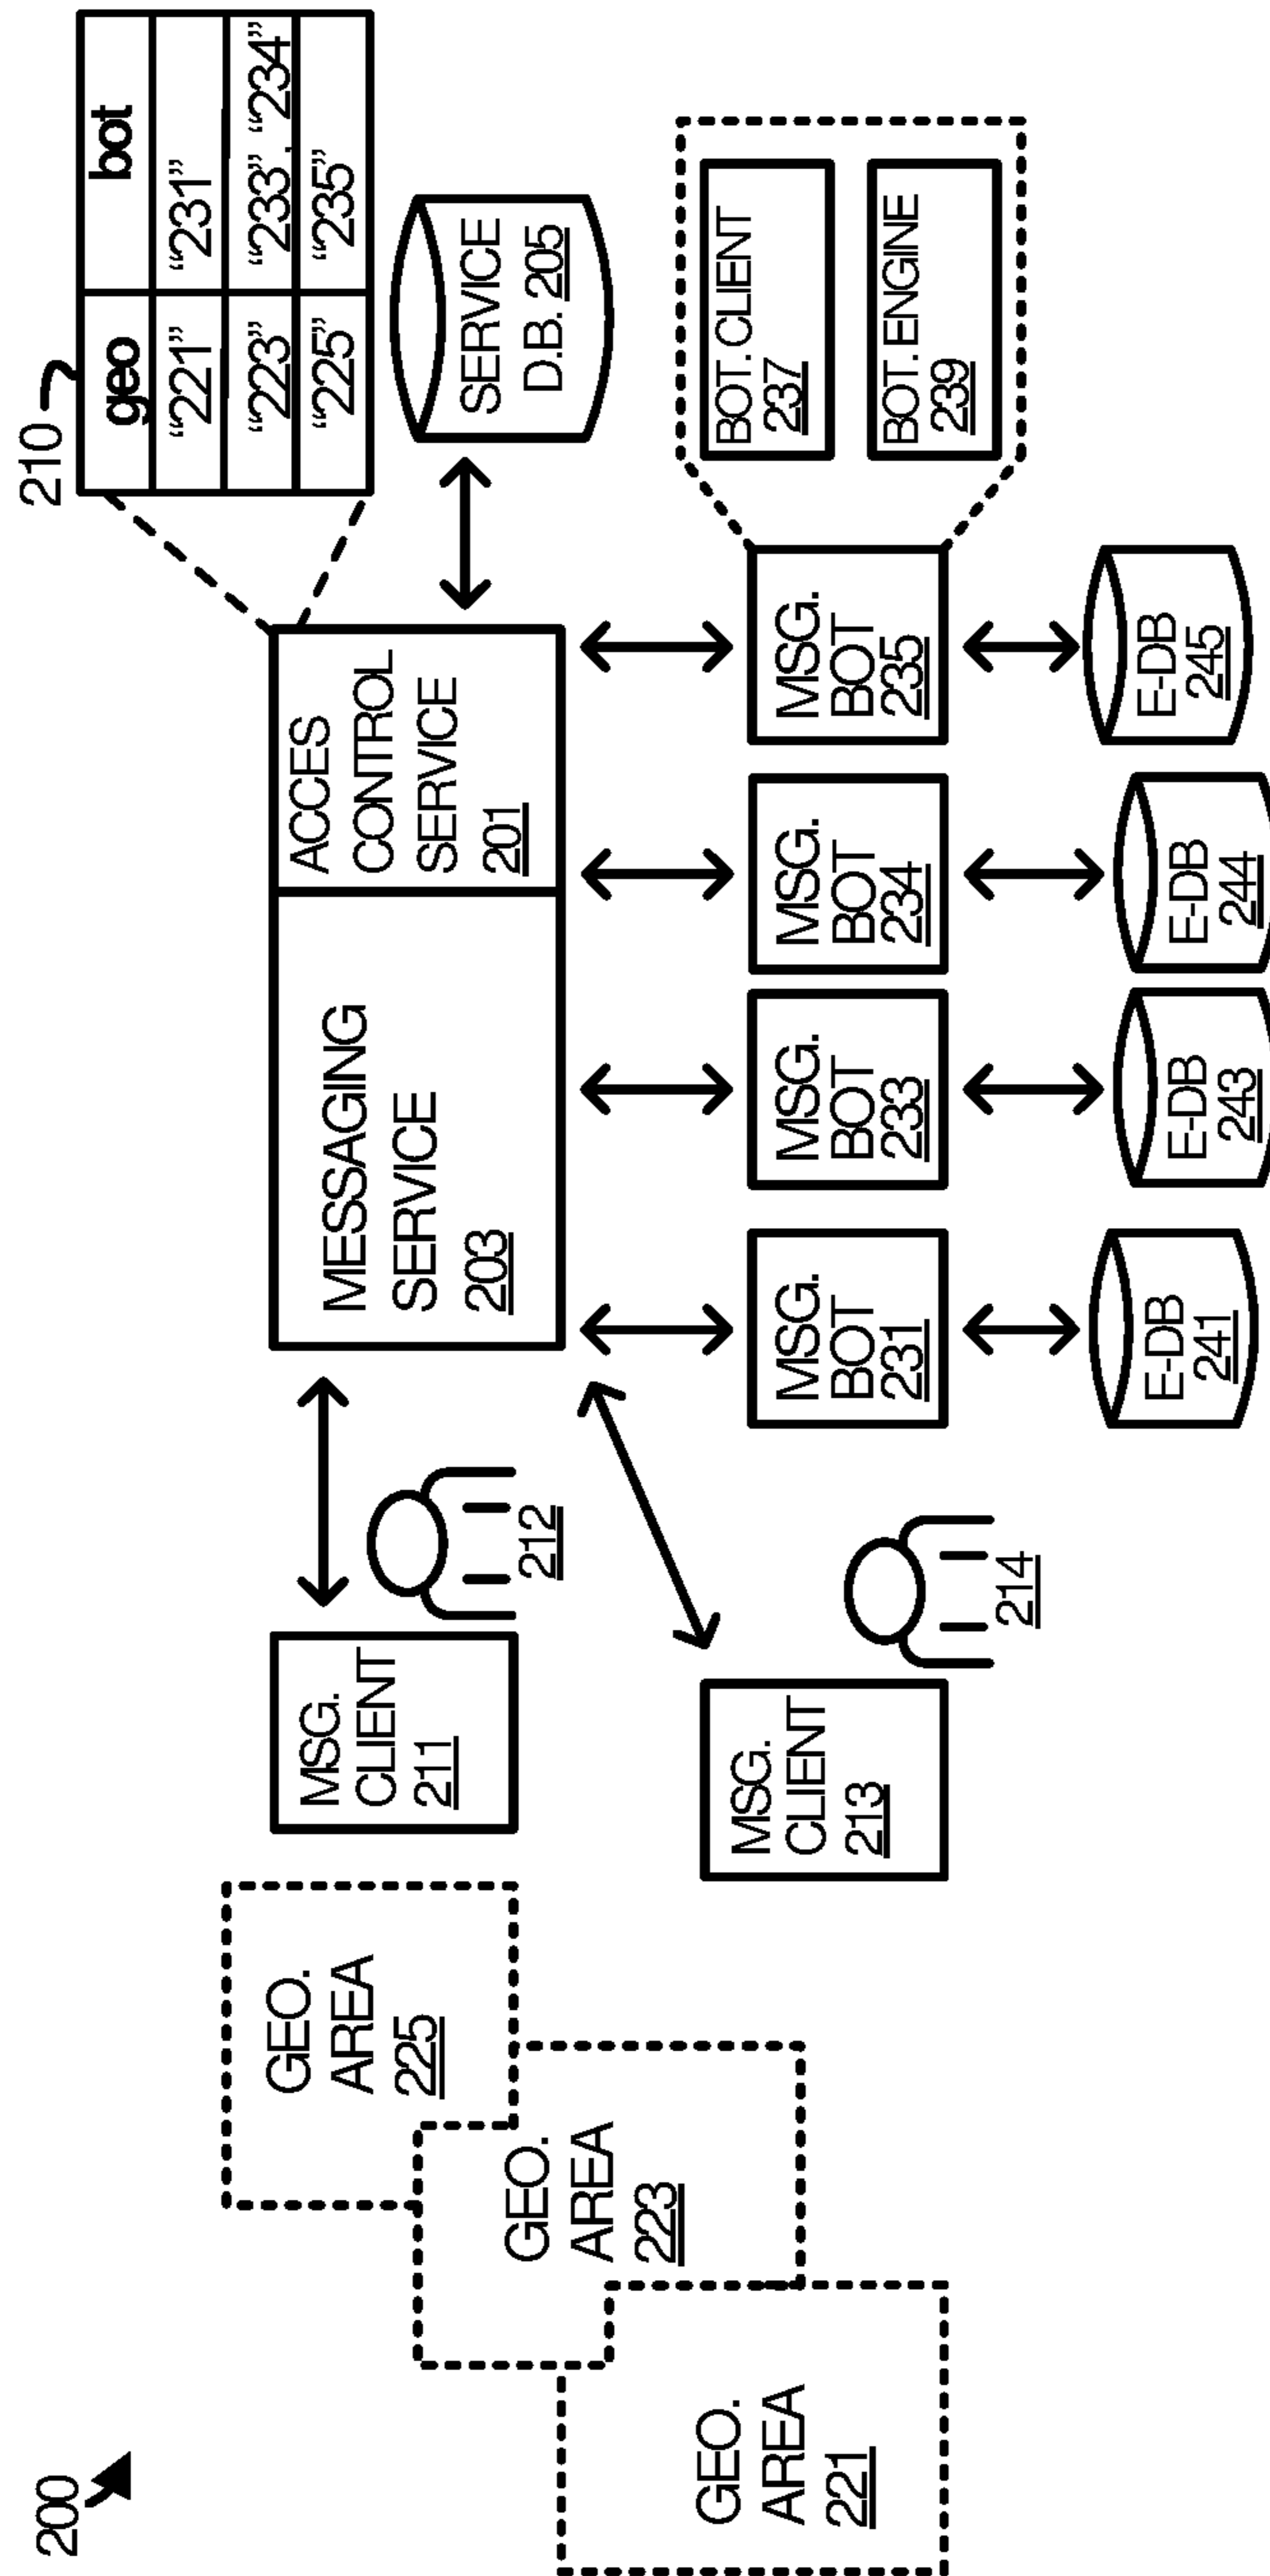 200
210
geo bot
“221” “231”
“223” “233”, “234”
“225” “235”
GEO.
AREA
225
GEO.
AREA
223
GEO.
AREA
221
MSG.
CLIENT
211
212
MSG.
CLIENT
213
214
MESSAGING
SERVICE
203
ACCES
CONTROL
SERVICE
201
SERVICE
D.B. 205
MSG.
BOT
231
MSG.
BOT
233
MSG.
BOT
234
MSG.
BOT
235
BOT. CLIENT
237
BOT. ENGINE
239
E-DB
241
E-DB
243
E-DB
244
E-DB
245